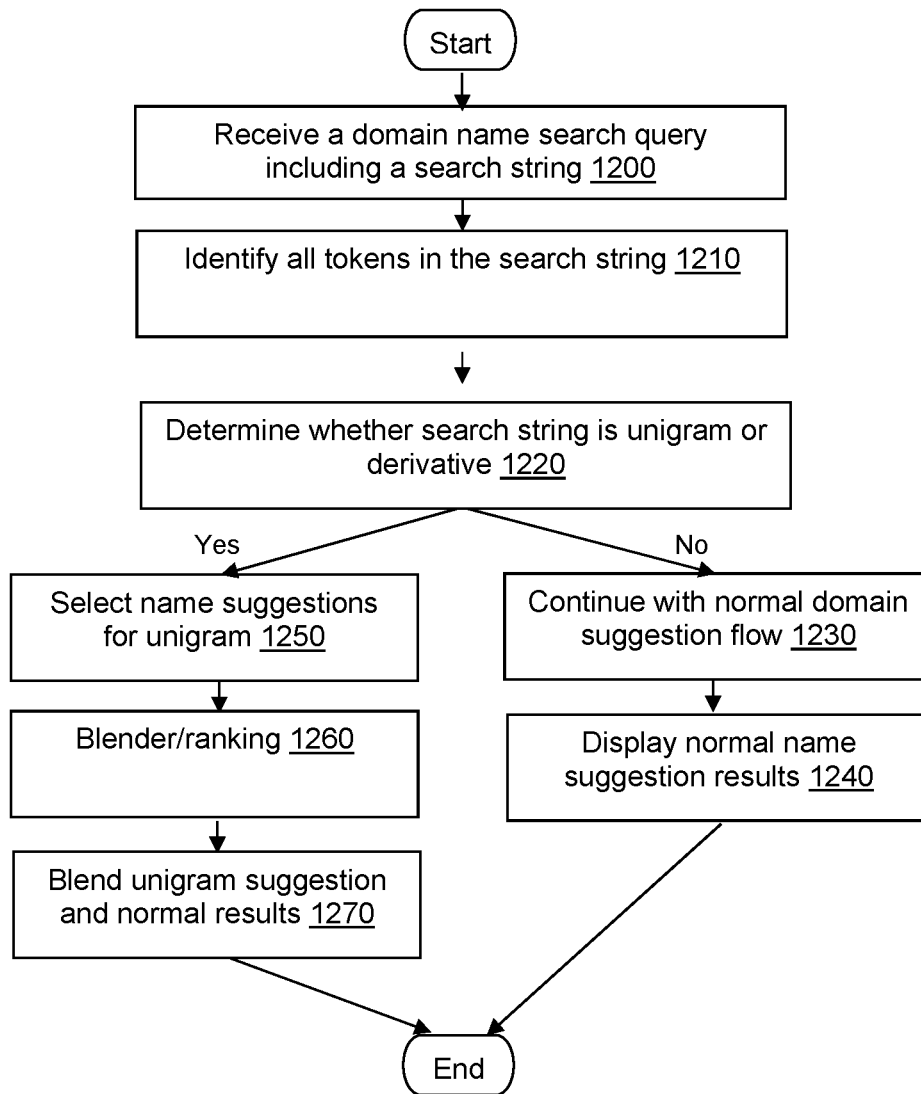 Start
Receive a domain name search query
including a search string 1200
Identify all tokens in the search string 1210
Determine whether search string is unigram or
derivative 1220
Yes
No
Select name suggestions
for unigram 1250
Continue with normal domain
suggestion flow 1230
Blender/ranking 1260
Display normal name
suggestion results 1240
Blend unigram suggestion
and normal results 1270
End